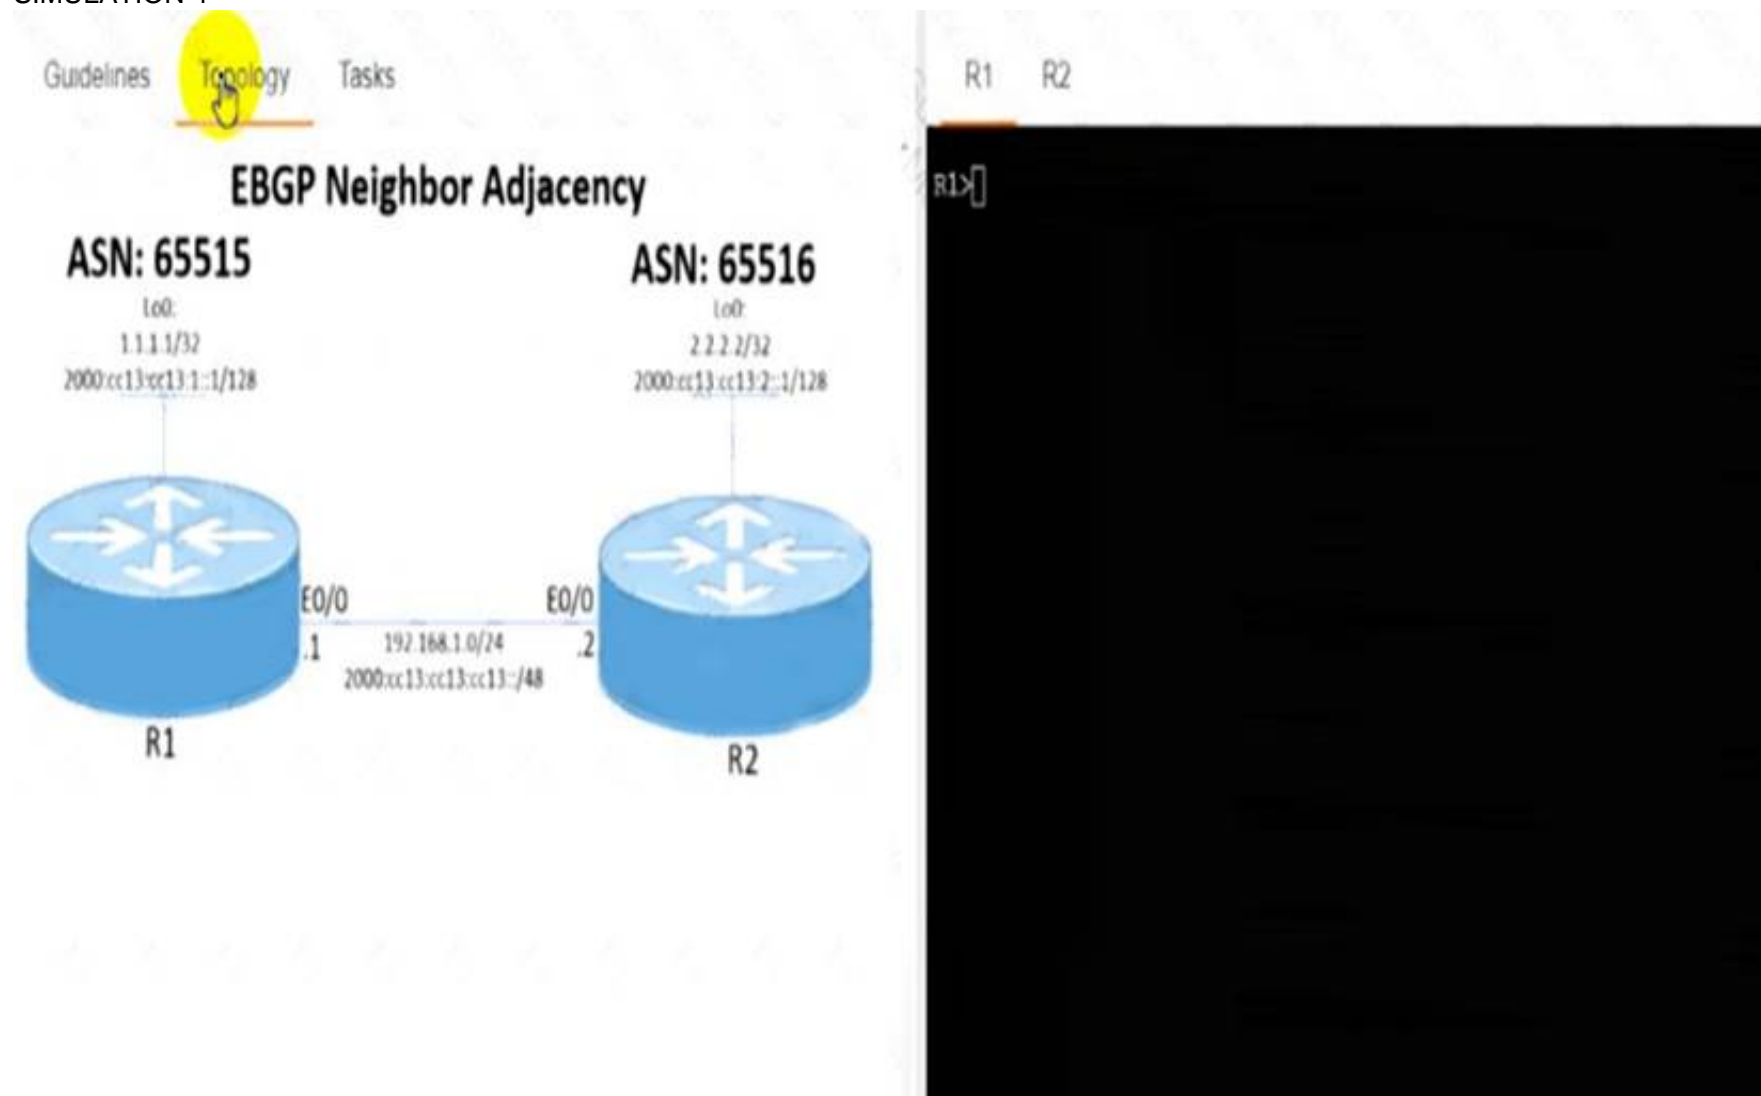 SIMULATION 1
Guidelines Topology Tasks
EBGP Neighbor Adjacency
ASN: 65515
Lo0:
1.1.1.1/32
2000:cc13:cc13:1::1/128
ASN: 65516
Lo0:
2.2.2.2/32
2000:cc13:cc13:2::1/128
E0/0
.1
192.168.1.0/24
2000:cc13:cc13:cc13::/48
E0/0
.2
R1
R2
R1 R2
R1>